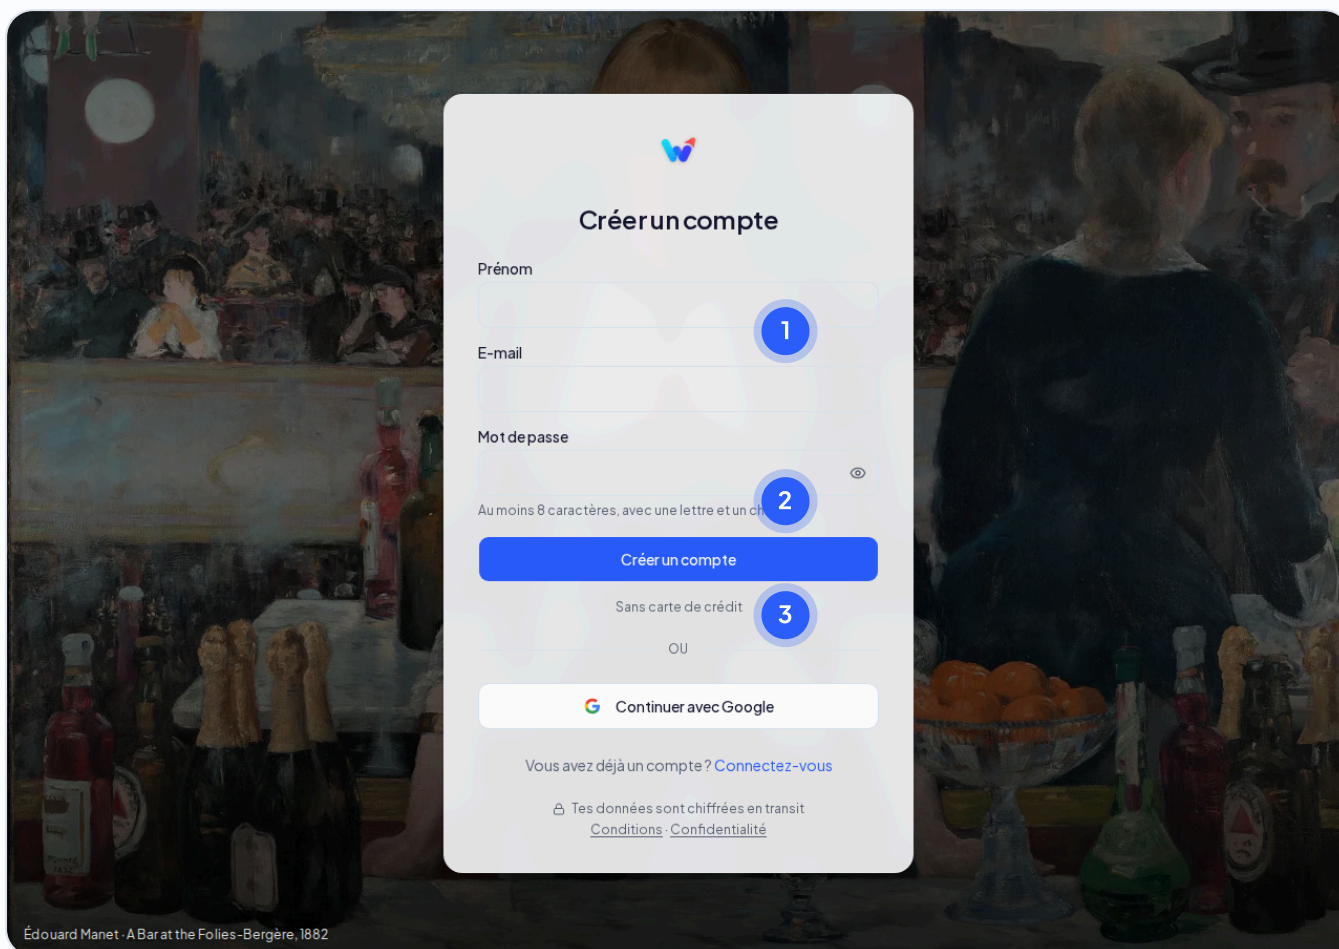 Créer un compte
Prénom
1
E-mail
Mot de passe
2
Au moins 8 caractères, avec une lettre et un
Créer un compte
Sans carte de crédit
3
OU
Continuer avec Google
Vous avez déjà un compte ? Connectez-vous
Tes données sont chiffrées en transit
Conditions · Confidentialité
Édouard Manet · A Bar at the Folies-Bergère, 1882